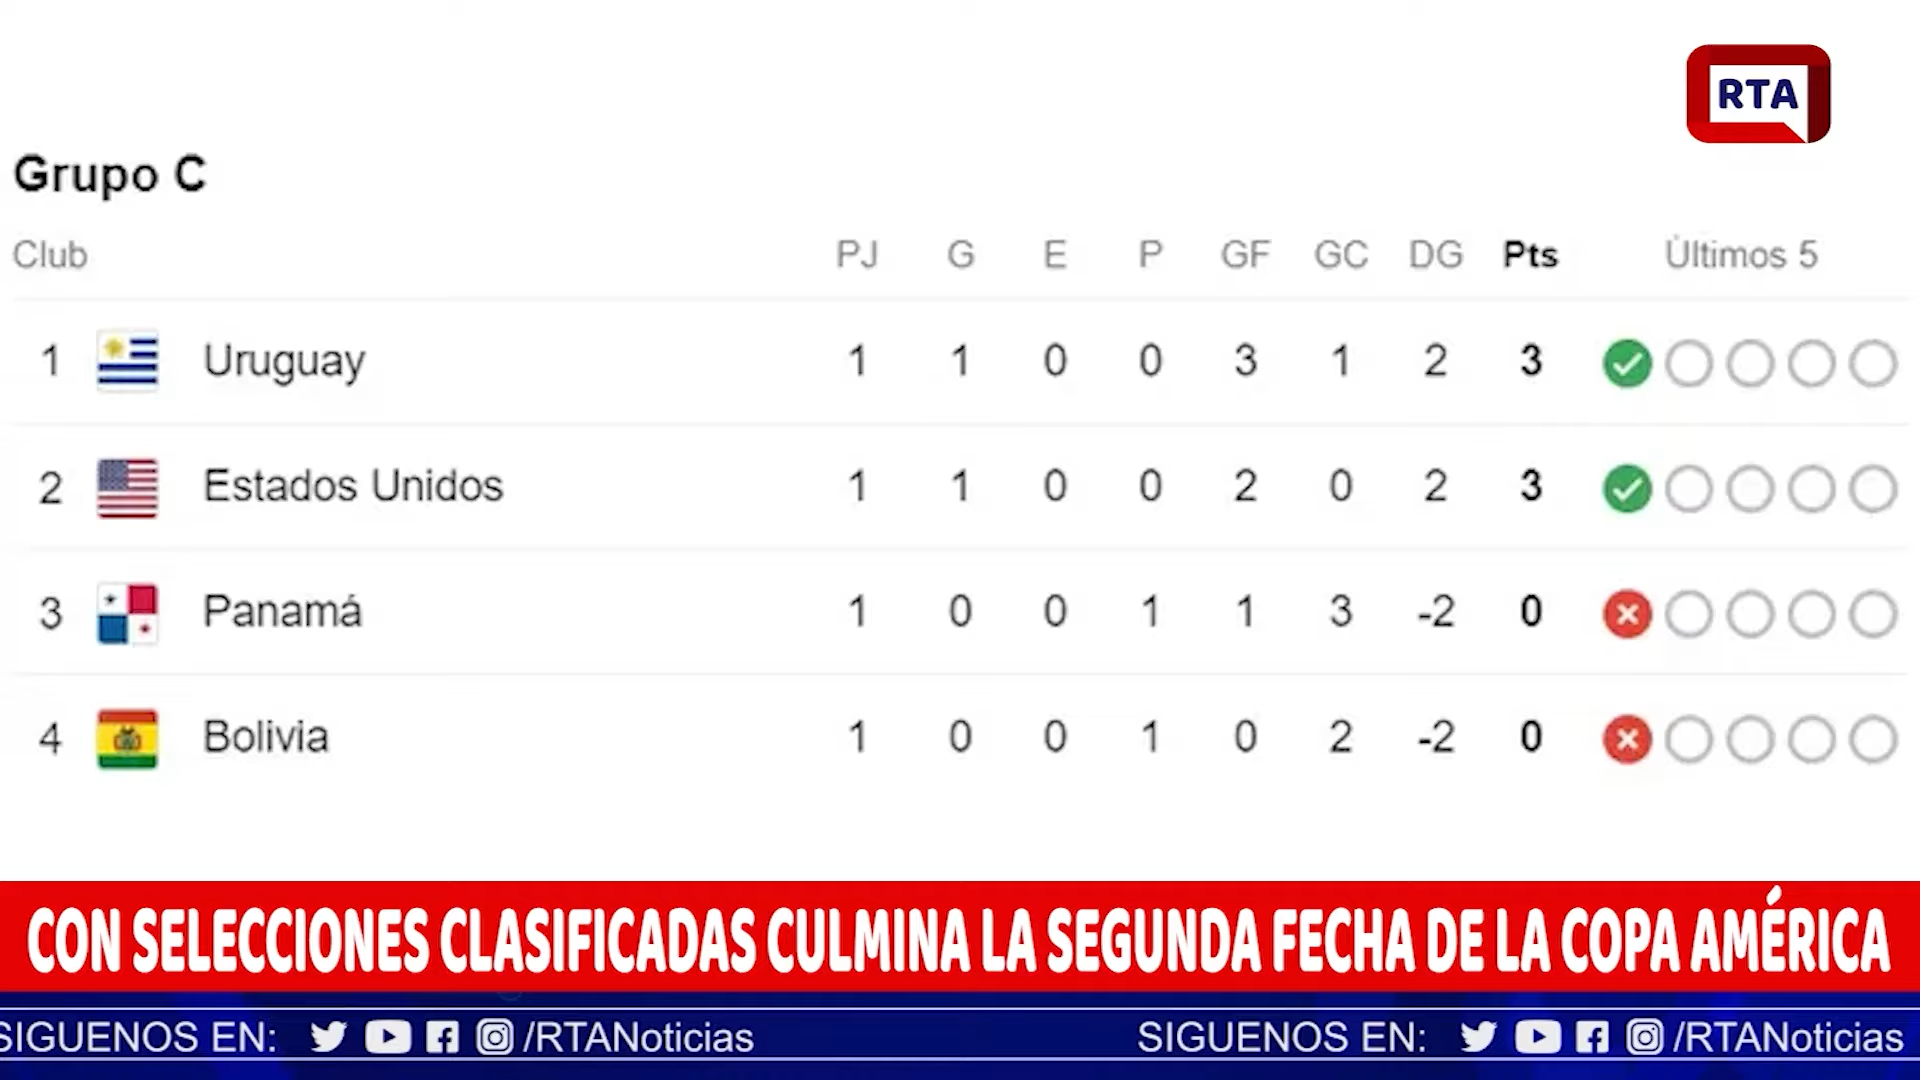 RTA
Grupo C
Club PJ G E P GF GC DG Pts Últimos 5
1 Uruguay 1 1 0 0 3 1 2 3
2 Estados Unidos 1 1 0 0 2 0 2 3
3 Panamá 1 0 0 1 1 3 -2 0
4 Bolivia 1 0 0 1 0 2 -2 0
CON SELECCIONES CLASIFICADAS CULMINA LA SEGUNDA FECHA DE LA COPA AMÉRICA
SIGUENOS EN: /RTANoticias SIGUENOS EN: /RTANoticias